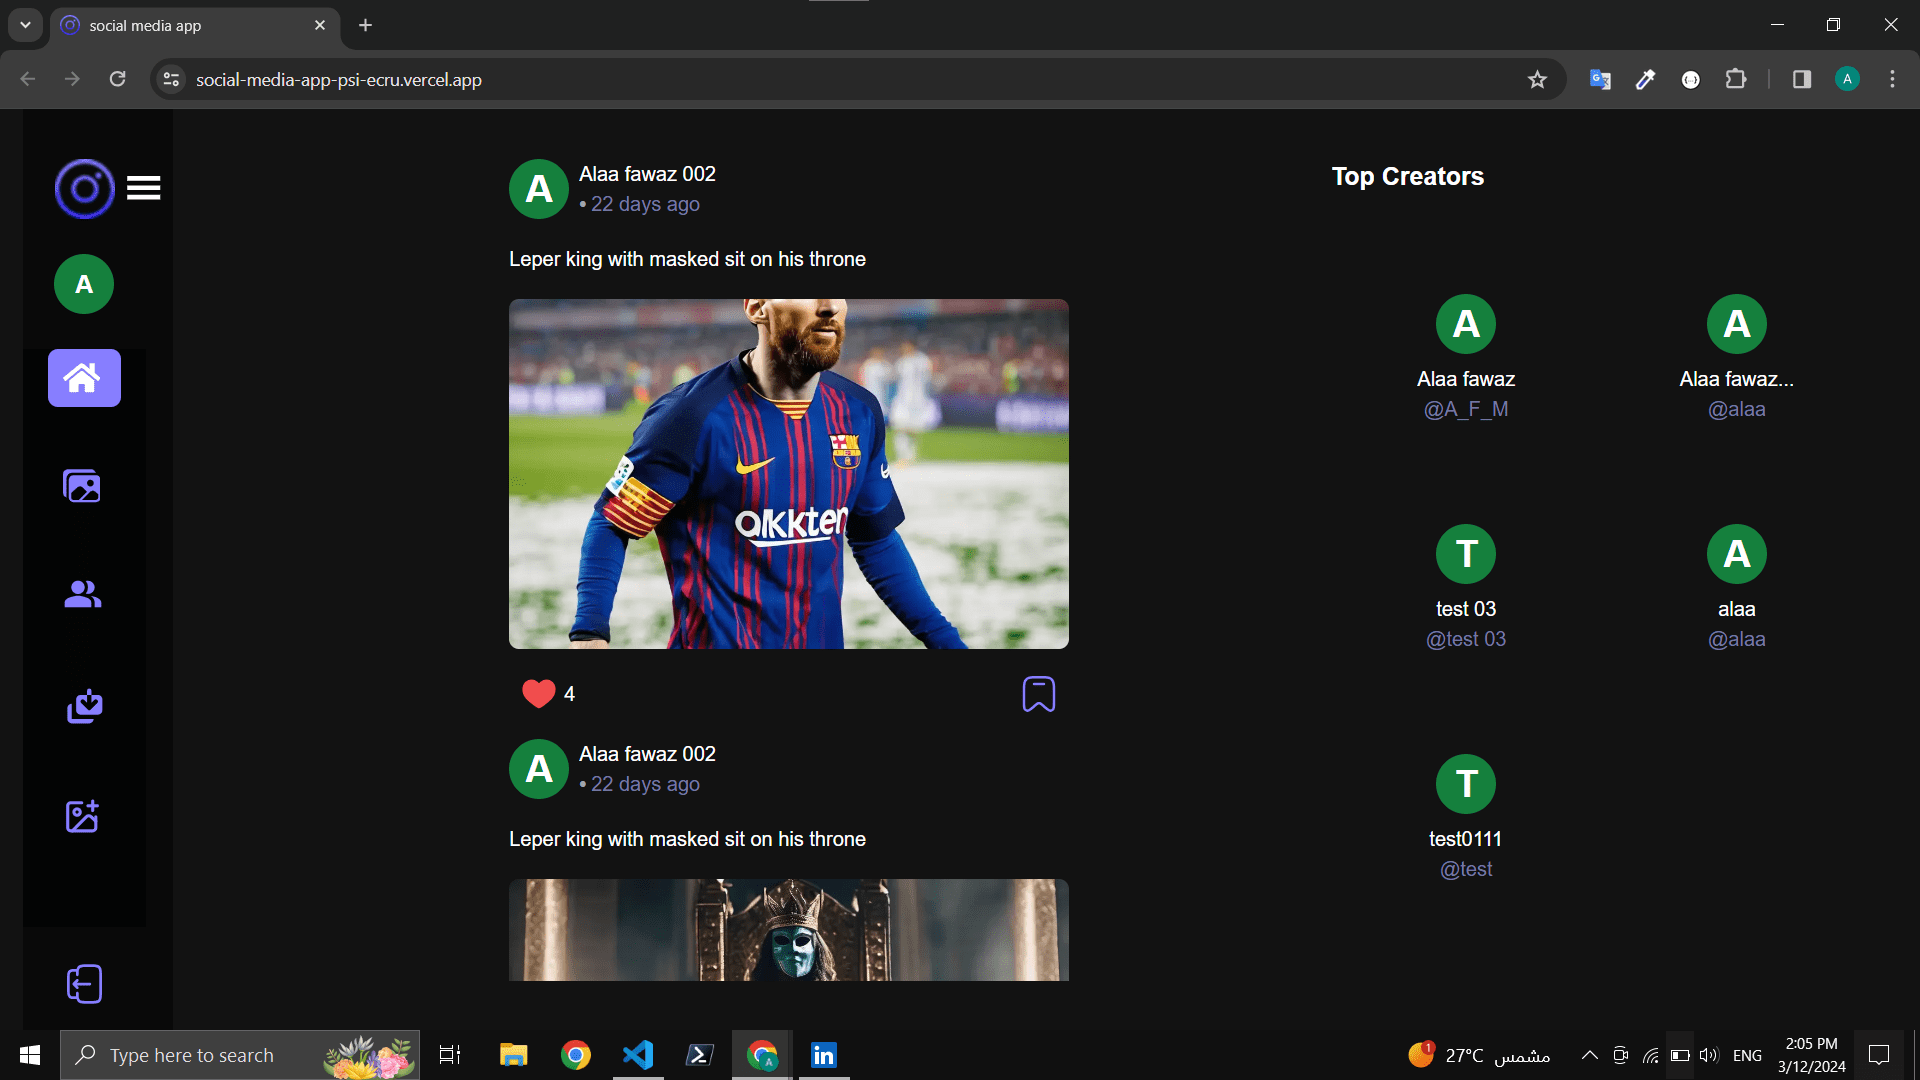 social media app
social-media-app-psi-ecru.vercel.app
A
A
Alaa fawaz 002
• 22 days ago
Leper king with masked sit on his throne
alkkten
4
A
Alaa fawaz 002
• 22 days ago
Leper king with masked sit on his throne
Top Creators
A
Alaa fawaz
@A_F_M
A
Alaa fawaz...
@alaa
T
test 03
@test 03
A
alaa
@alaa
T
test0111
@test
A
Type here to search
A
in
1
27°C مشمس
ENG
2:05 PM
3/12/2024